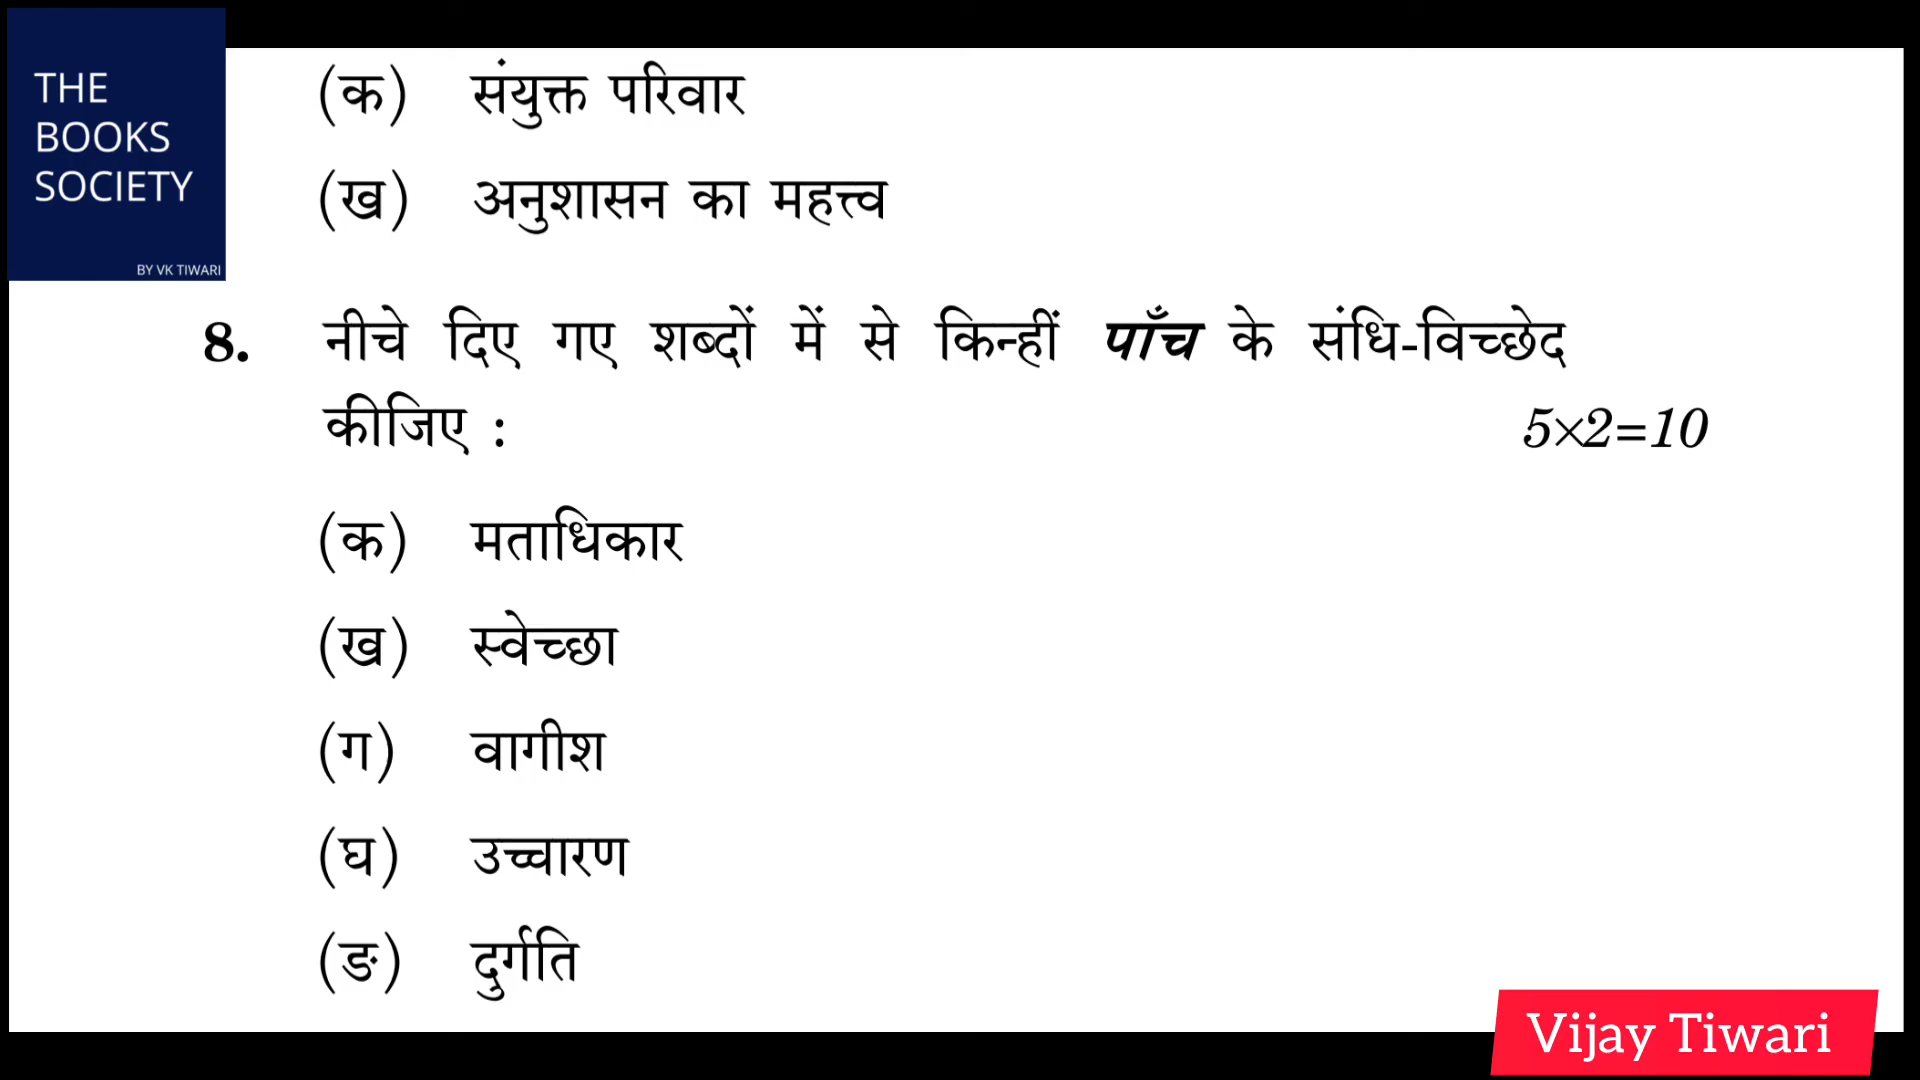 THE
BOOKS
SOCIETY
BY VK TIWARI
(क) संयुक्त परिवार
(ख) अनुशासन का महत्त्व
8. नीचे दिए गए शब्दों में से किन्हीं पाँच के संधि-विच्छेद
कीजिए : 5×2=10
(क) मताधिकार
(ख) स्वेच्छा
(ग) वागीश
(घ) उच्चारण
(ङ) दुर्गति
Vijay Tiwari